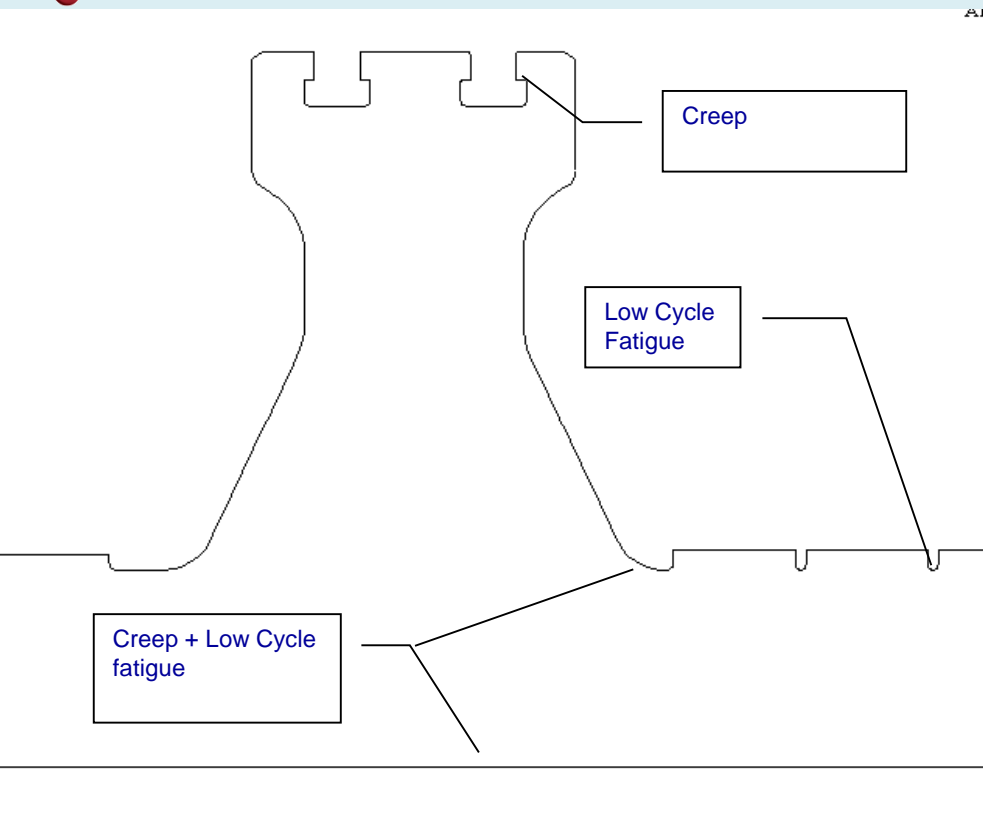 Creep
Low Cycle
Fatigue
Creep + Low Cycle
fatigue